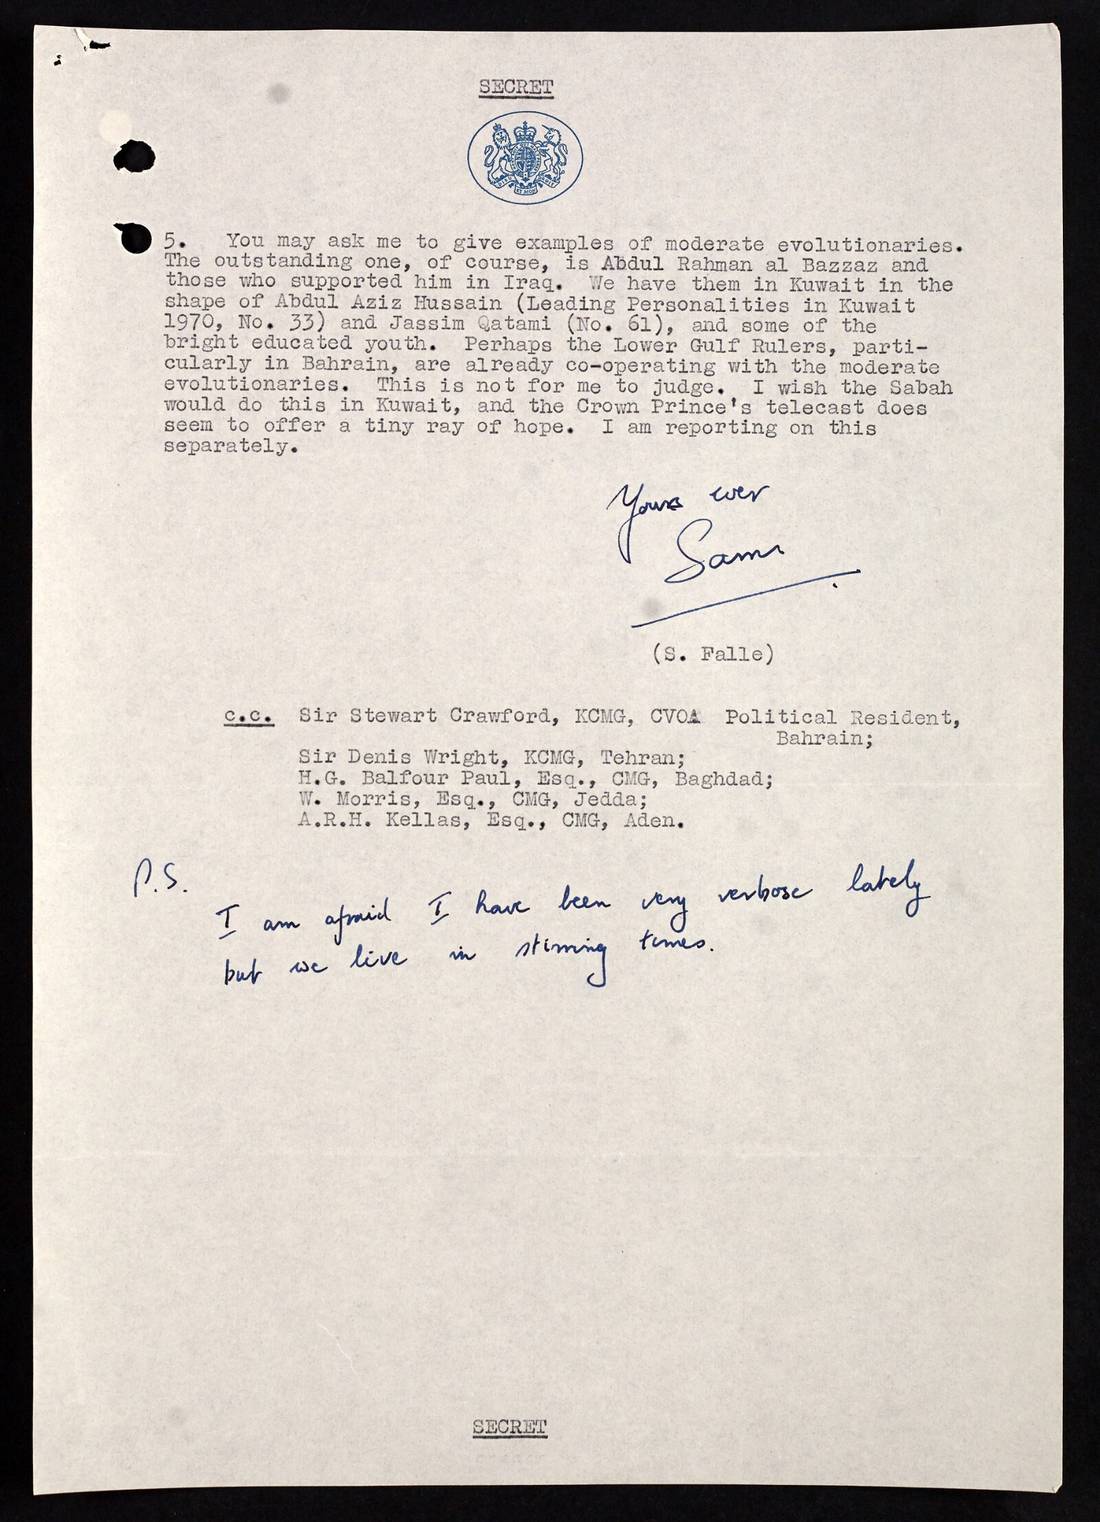 SECRET
5. You may ask me to give examples of moderate evolutionaries.
The outstanding one, of course, is Abdul Rahman al Bazzaz and
those who supported him in Iraq. We have them in Kuwait in the
shape of Abdul Aziz Hussain (Leading Personalities in Kuwait
1970, No. 33) and Jassim Qatami (No. 61), and some of the
bright educated youth. Perhaps the Lower Gulf Rulers, parti-
cularly in Bahrain, are already co-operating with the moderate
evolutionaries. This is not for me to judge. I wish the Sabah
would do this in Kuwait, and the Crown Prince's telecast does
seem to offer a tiny ray of hope. I am reporting on this
separately.
Yours ever
Sam
(S. Falle)
c.c. Sir Stewart Crawford, KCMG, CVO Political Resident,
Bahrain;
Sir Denis Wright, KCMG, Tehran;
H.G. Balfour Paul, Esq., CMG, Baghdad;
W. Morris, Esq., CMG, Jedda;
A.R.H. Kellas, Esq., CMG, Aden.
P.S.
I am afraid I have been very verbose lately
but we live in stirring times.
SECRET